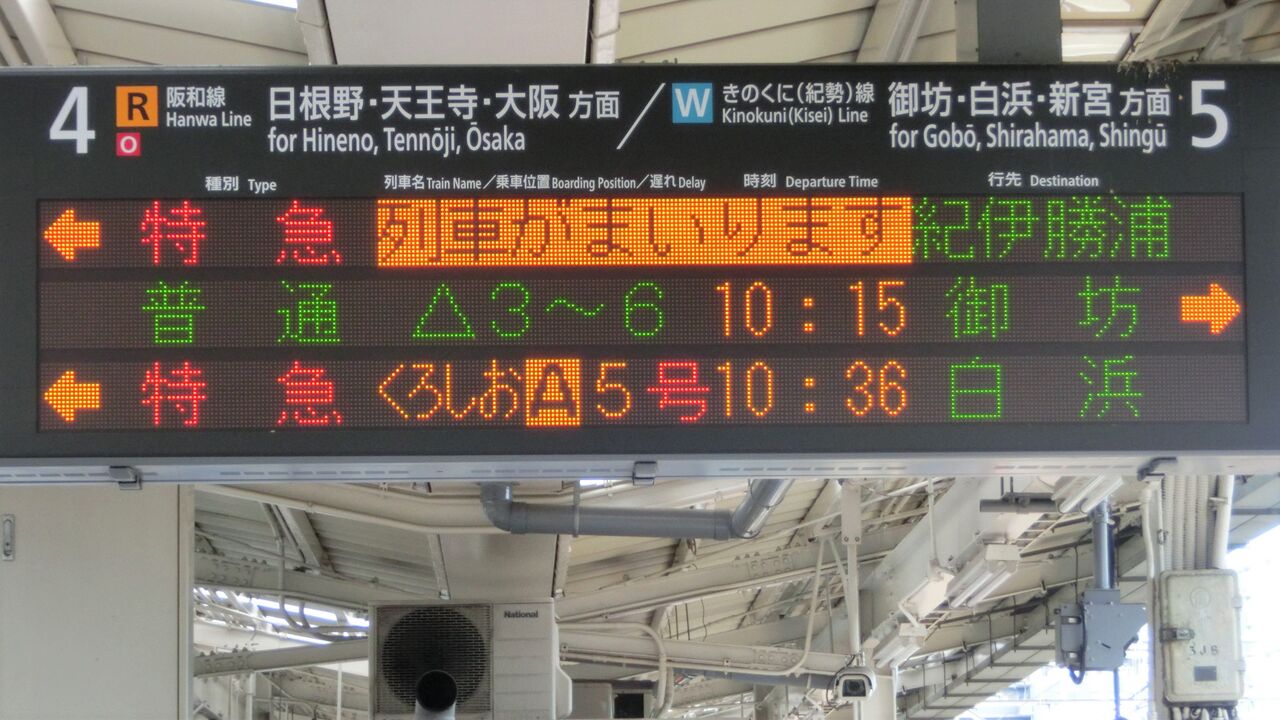 4 R 阪和線 日根野・天王寺・大阪 方面 / W きのくに(紀勢)線 御坊・白浜・新宮 方面 5
O Hanwa Line for Hineno, Tennōji, Ōsaka Kinokuni(Kisei) Line for Gobō, Shirahama, Shingū
種別 Type 列車名 Train Name／乗車位置 Boarding Position／遅れ Delay 時刻 Departure Time 行先 Destination
← 特急 列車がまいります 紀伊勝浦
普通 △3～6 10:15 御坊 →
← 特急 くろしおA5号 10:36 白浜
National
3JB